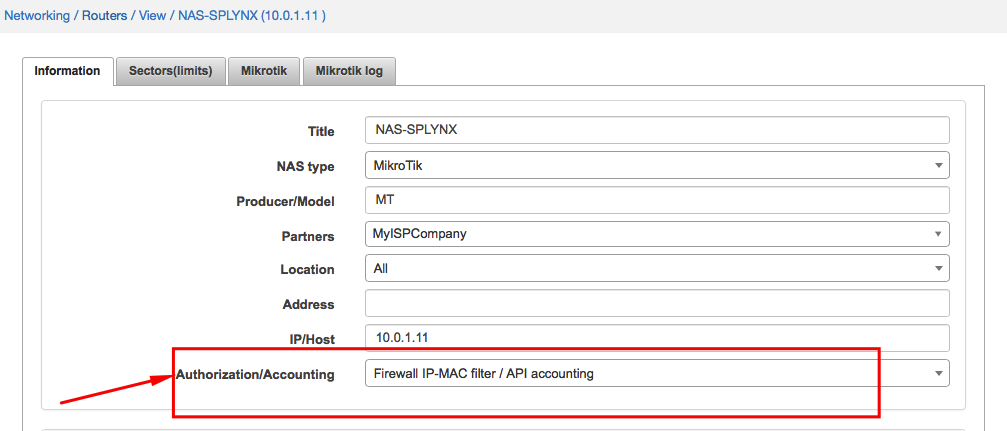 Networking / Routers / View / NAS-SPLYNX (10.0.1.11 )
Information Sectors(limits) Mikrotik Mikrotik log
Title NAS-SPLYNX
NAS type MikroTik
Producer/Model MT
Partners MyISPCompany
Location All
Address
IP/Host 10.0.1.11
Authorization/Accounting Firewall IP-MAC filter / API accounting